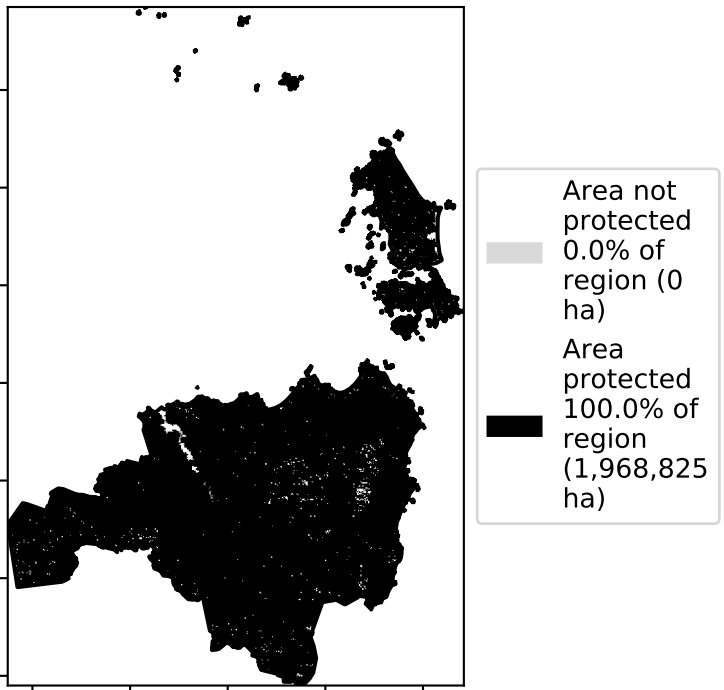 Area not
protected
0.0% of
region (0
ha)
Area
protected
100.0% of
region
(1,968,825
ha)